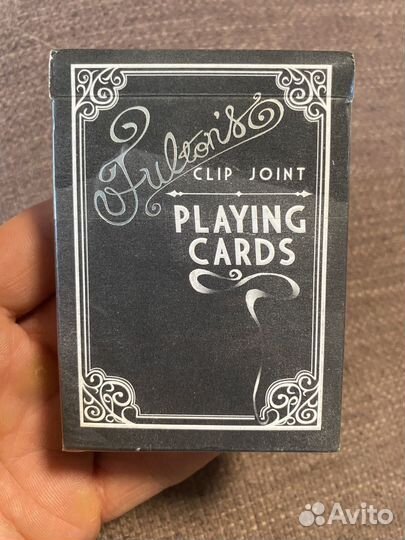 Fulton's
CLIP JOINT
PLAYING
CARDS
Avito